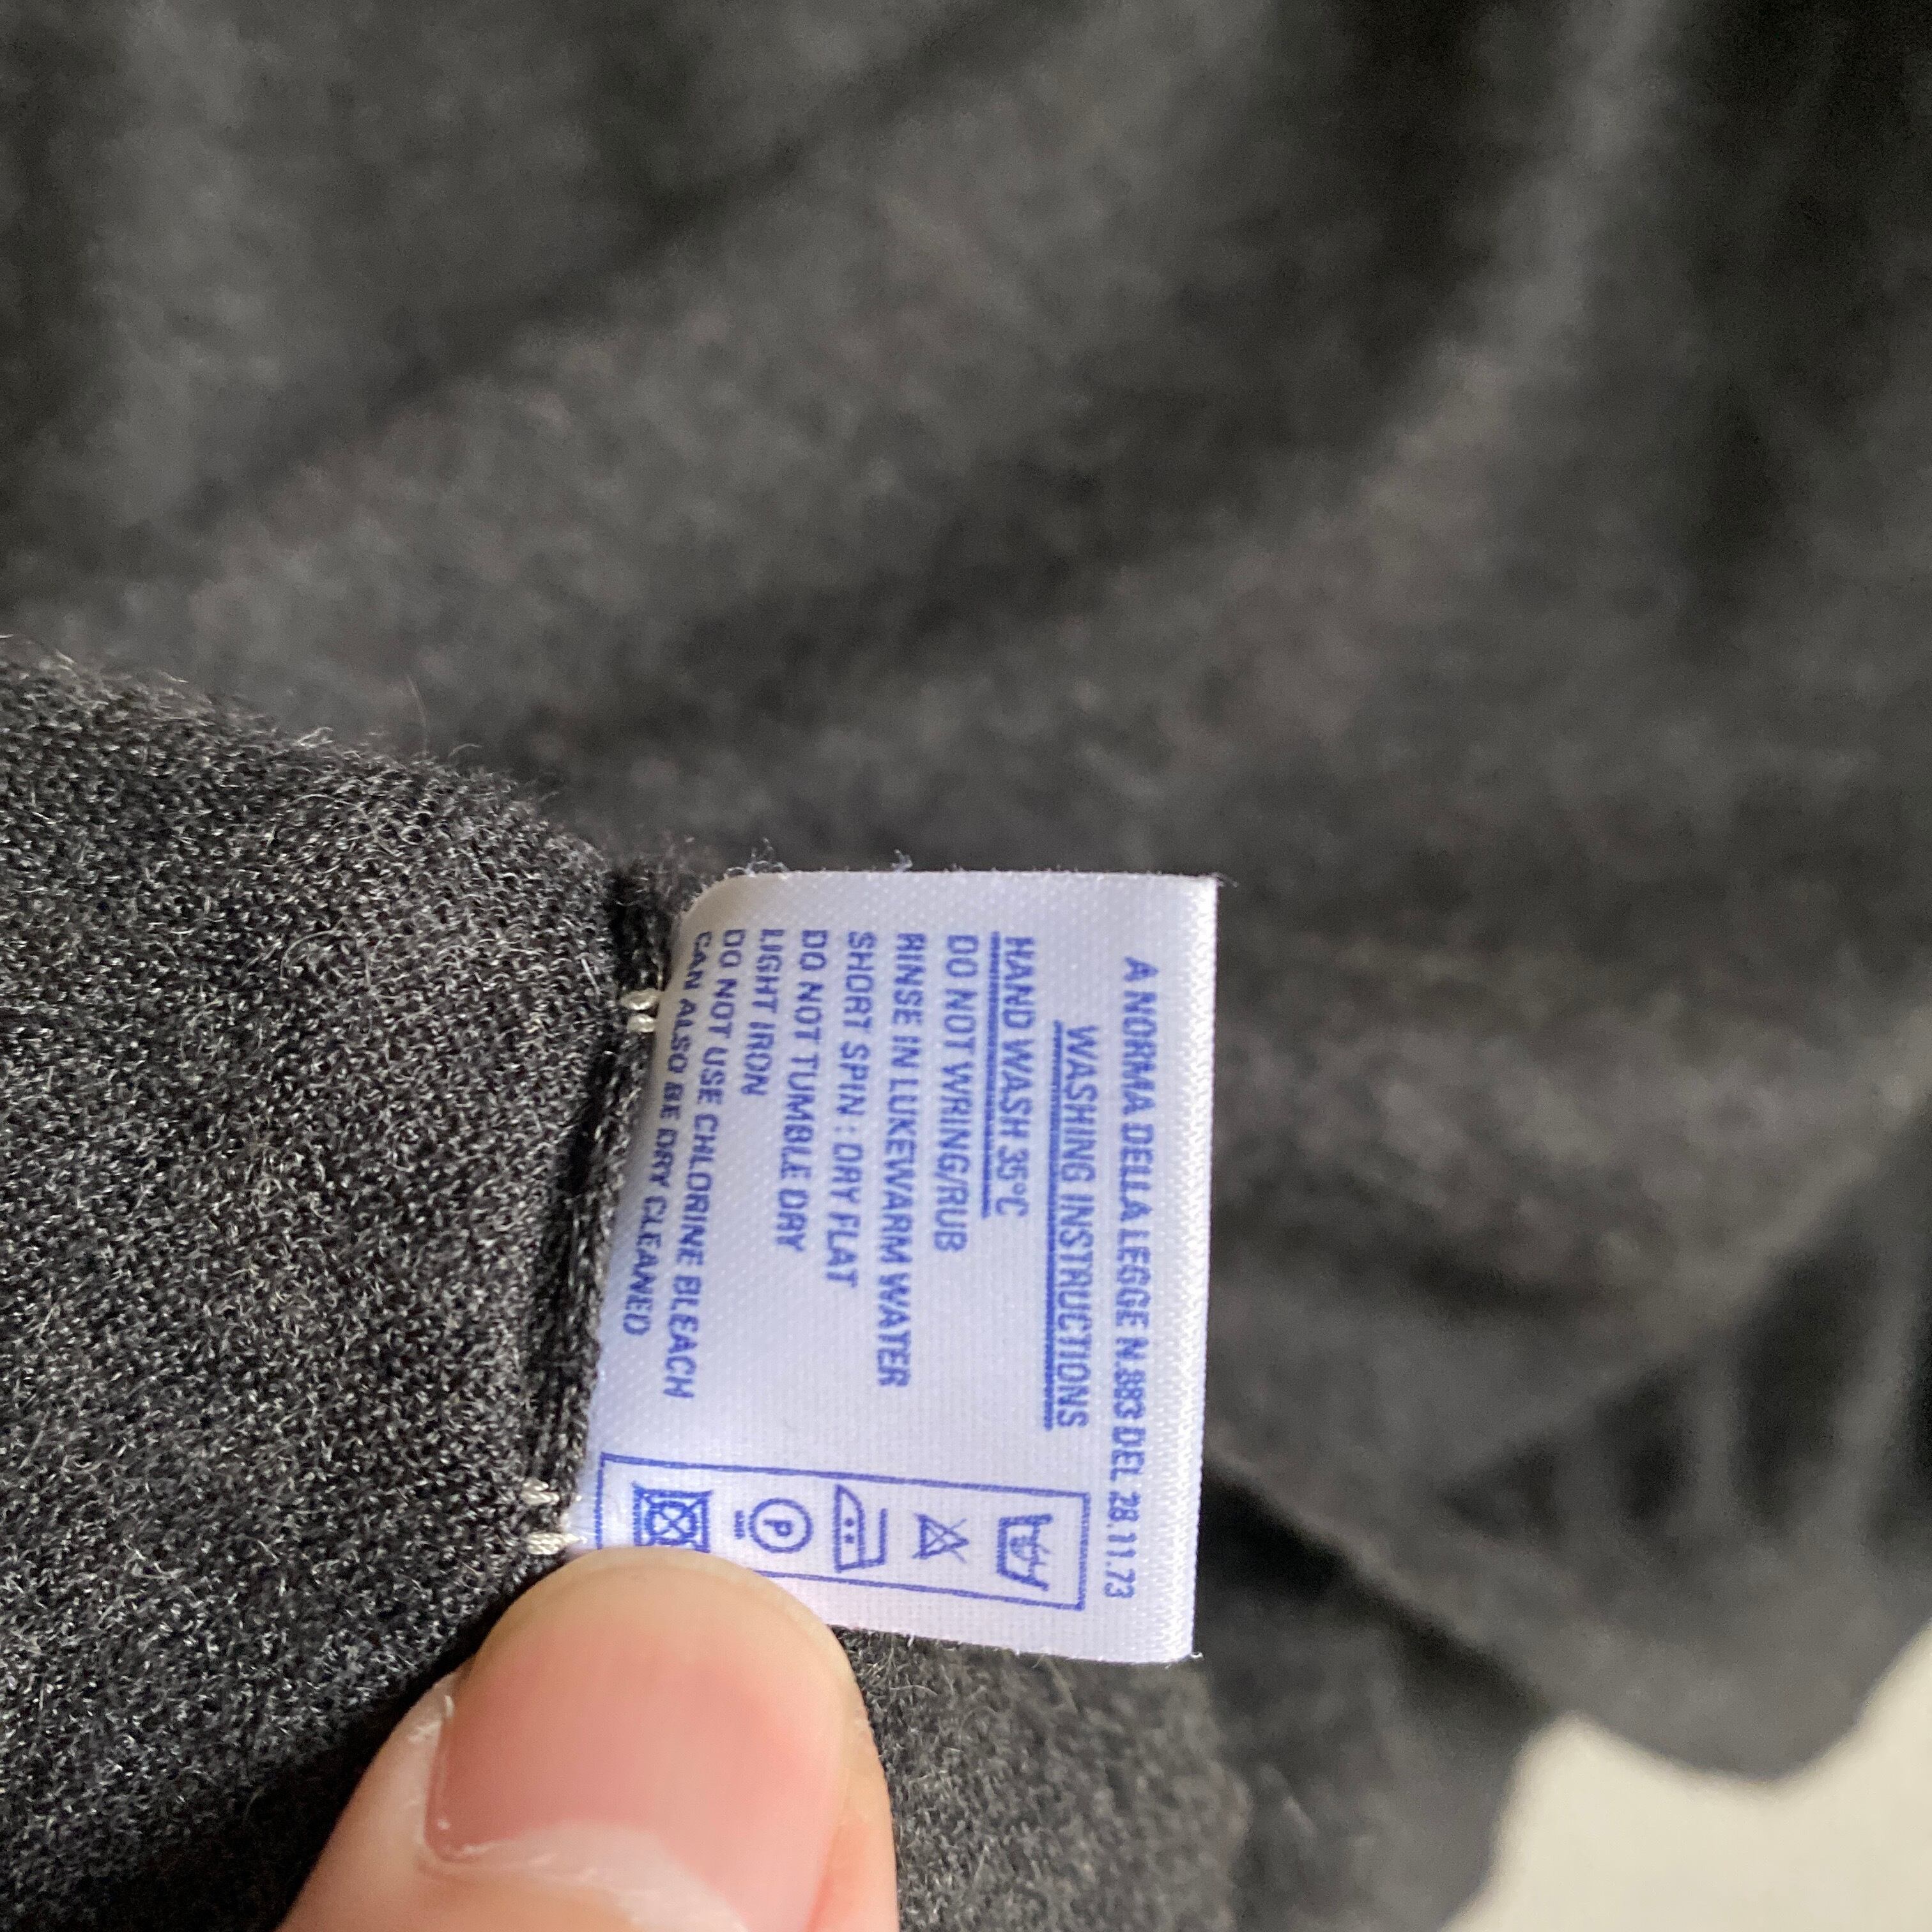 A NORMA DELLA LEGGE N.883 DEL 28.11.73
WASHING INSTRUCTIONS
HAND WASH 35°C
DO NOT WRING/RUB
RINSE IN LUKEWARM WATER
SHORT SPIN : DRY FLAT
DO NOT TUMBLE DRY
LIGHT IRON
DO NOT USE CHLORINE BLEACH
CAN ALSO BE DRY CLEANED
P